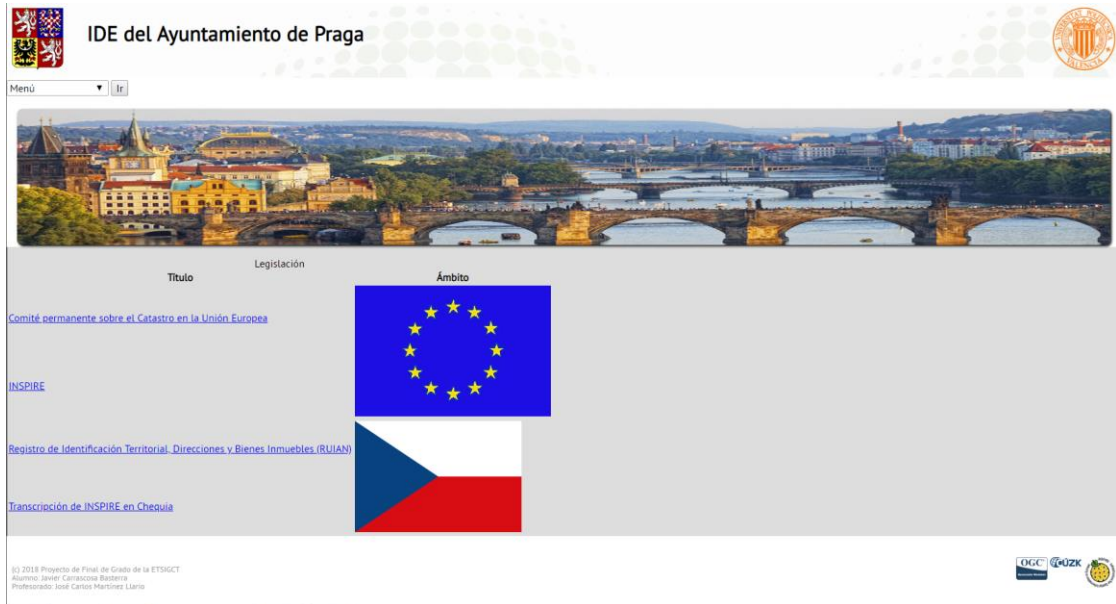 IDE del Ayuntamiento de Praga
Menú
Ir
Legislación
Título Ámbito
Comité permanente sobre el Catastro en la Unión Europea
INSPIRE
Registro de Identificación Territorial, Direcciones y Bienes Inmuebles (RUIAN)
Transcripción de INSPIRE en Chequia
(c) 2018 Proyecto de Final de Grado de la ETSIGCT
Alumno: Javier Carrascosa Basterra
Profesorado: José Carlos Martínez Llario
OGC
ČÚZK